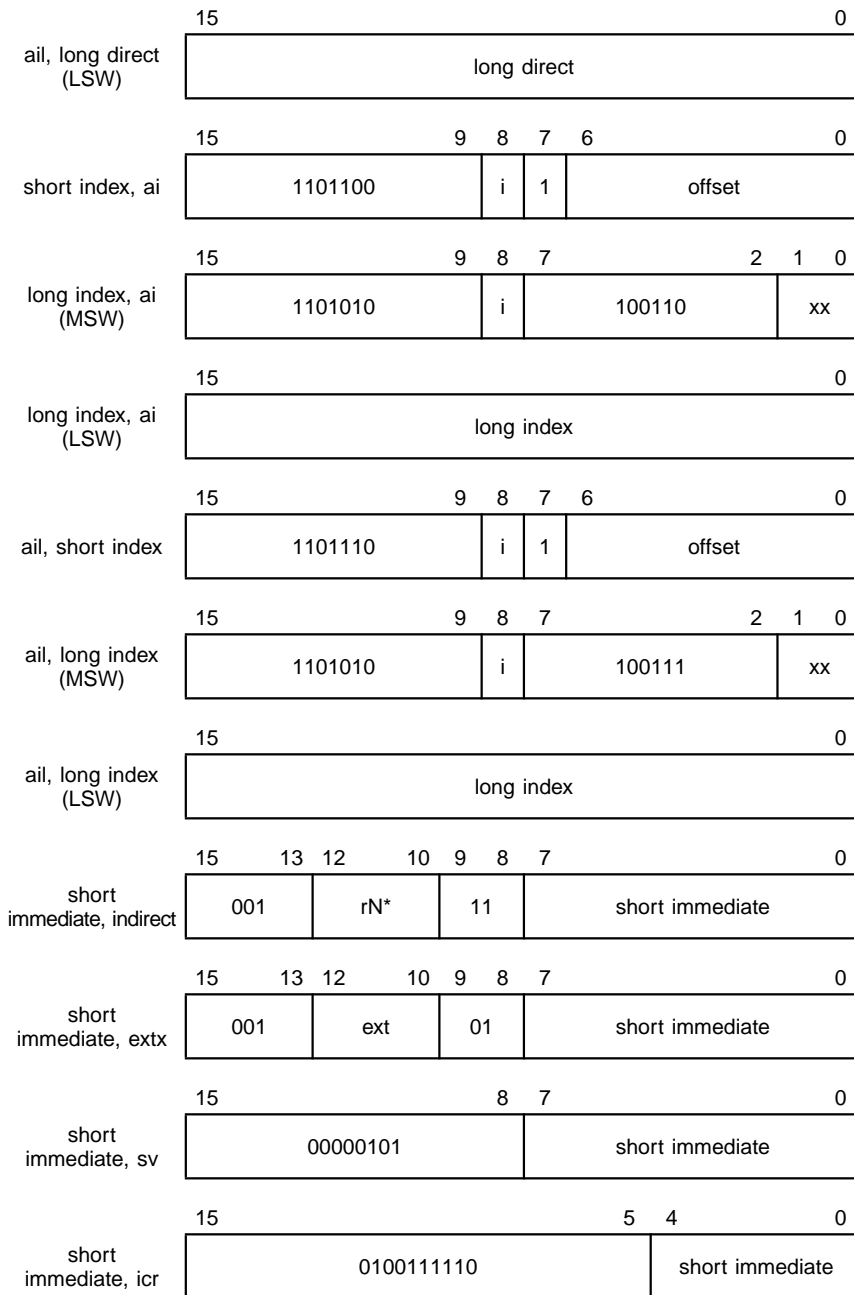 15 0
ail, long direct
(LSW)
long direct
15 9 8 7 6 0
short index, ai
1101100 i 1 offset
15 9 8 7 2 1 0
long index, ai
(MSW)
1101010 i 100110 xx
15 0
long index, ai
(LSW)
long index
15 9 8 7 6 0
ail, short index
1101110 i 1 offset
15 9 8 7 2 1 0
ail, long index
(MSW)
1101010 i 100111 xx
15 0
ail, long index
(LSW)
long index
15 13 12 10 9 8 7 0
short
immediate, indirect
001 rN* 11 short immediate
15 13 12 10 9 8 7 0
short
immediate, extx
001 ext 01 short immediate
15 8 7 0
short
immediate, sv
00000101 short immediate
15 5 4 0
short
immediate, icr
0100111110 short immediate